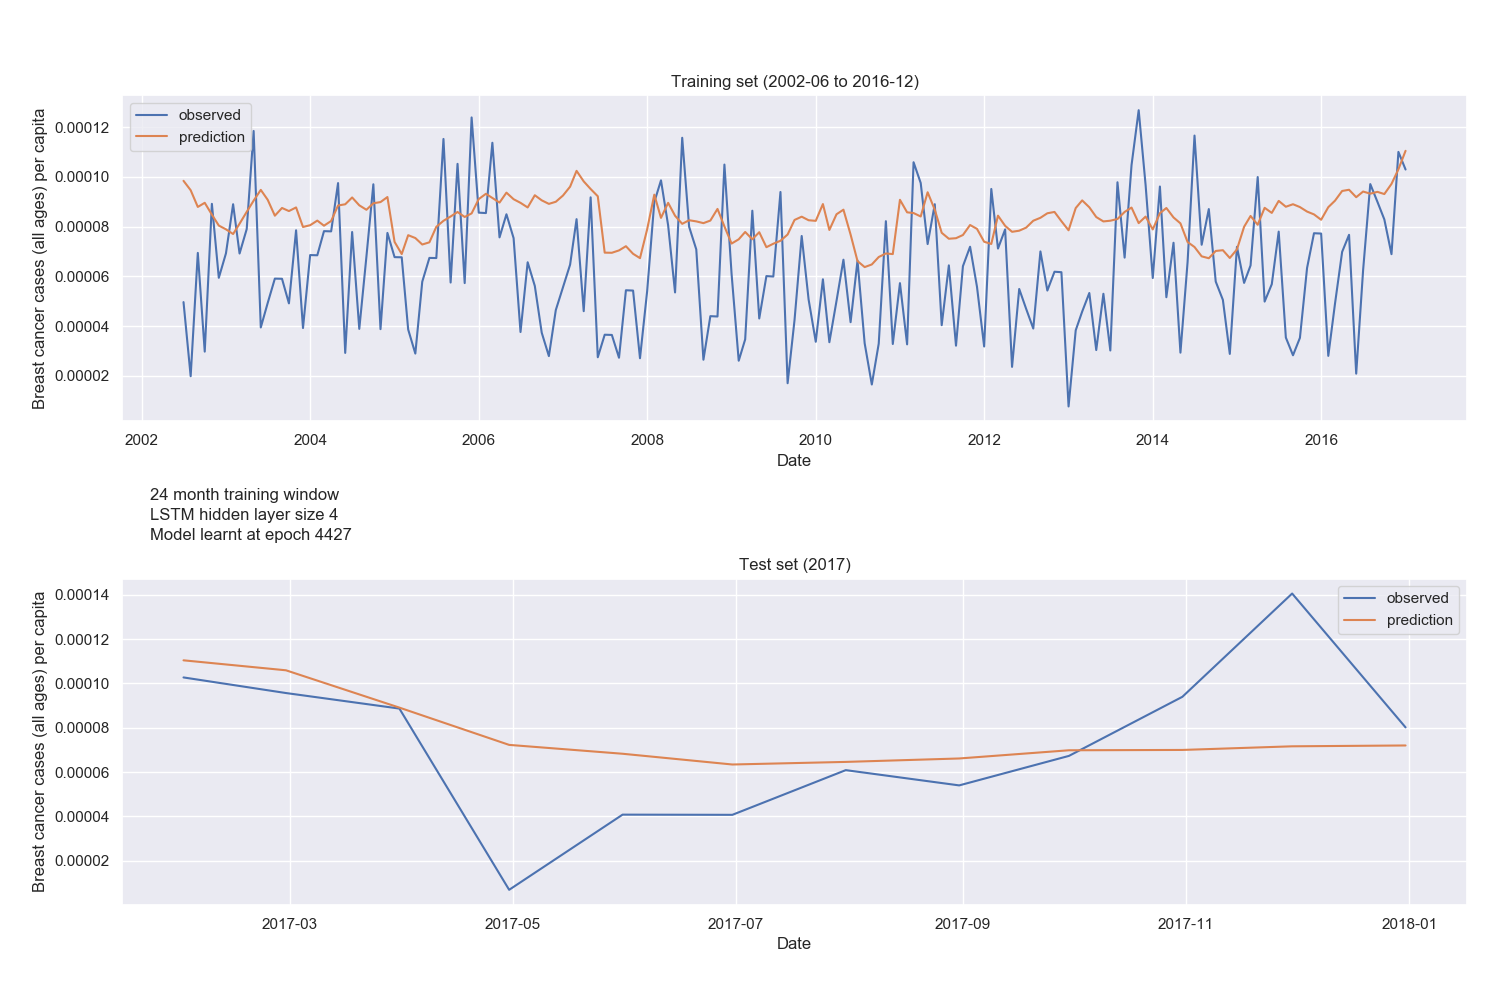 Training set (2002-06 to 2016-12)
observed
prediction
Breast cancer cases (all ages) per capita
0.00012
0.00010
0.00008
0.00006
0.00004
0.00002
2002 2004 2006 2008 2010 2012 2014 2016
Date
24 month training window
LSTM hidden layer size 4
Model learnt at epoch 4427
Test set (2017)
observed
prediction
Breast cancer cases (all ages) per capita
0.00014
0.00012
0.00010
0.00008
0.00006
0.00004
0.00002
2017-03 2017-05 2017-07 2017-09 2017-11 2018-01
Date